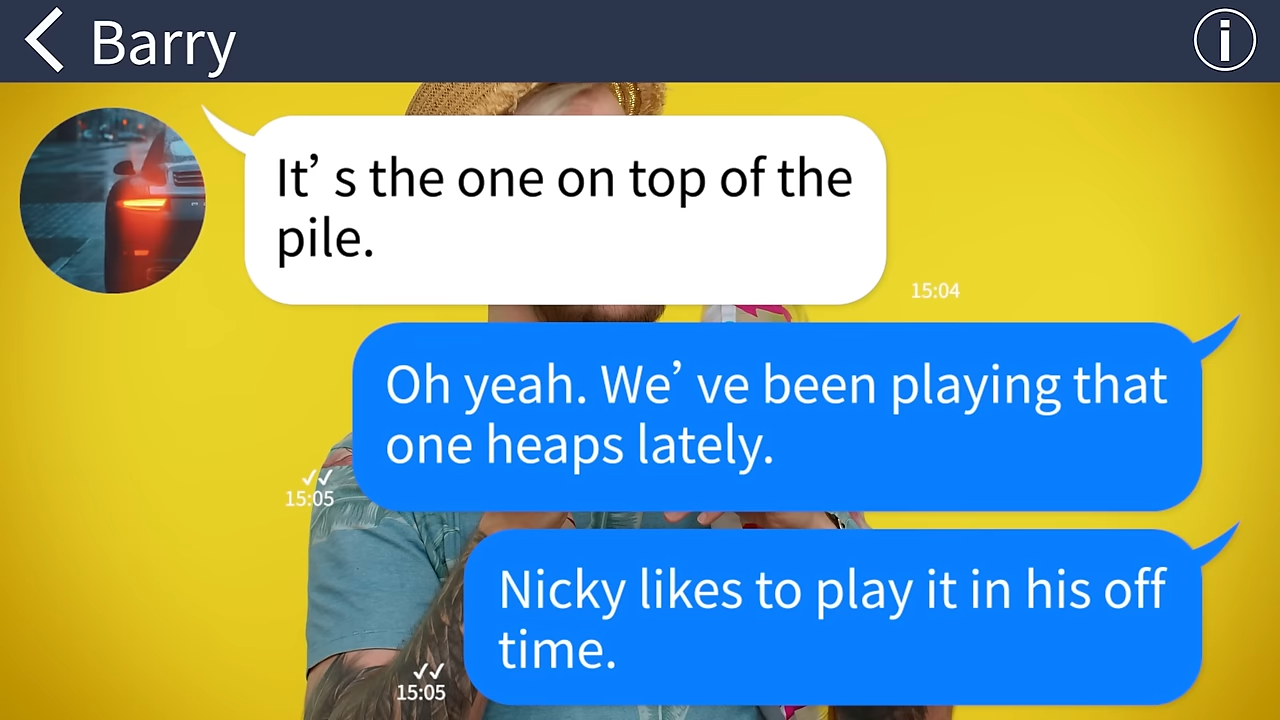 Barry
It’s the one on top of the
pile.
15:04
Oh yeah. We’ve been playing that
one heaps lately.
15:05
Nicky likes to play it in his off
time.
15:05